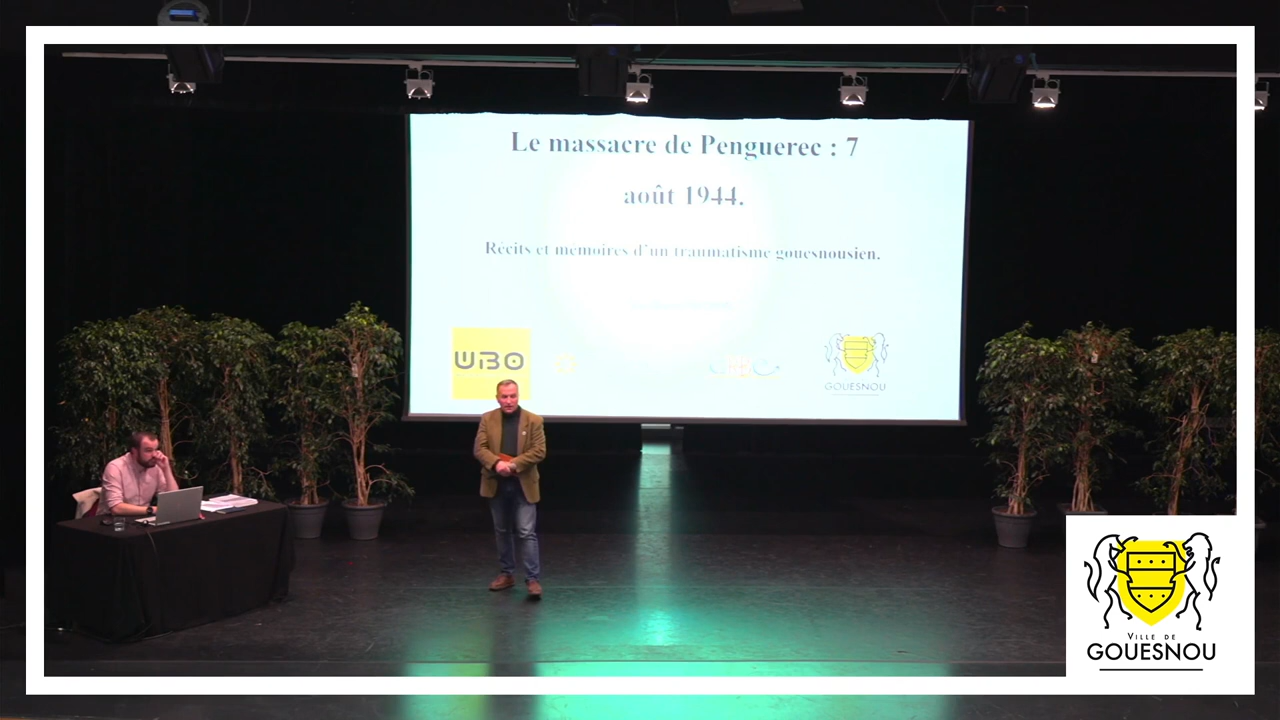 Le massacre de Penguerec : 7
août 1944.
Récits et mémoires d'un traumatisme gouesnousien.
UBO
GOUESNOU
VILLE DE
GOUESNOU